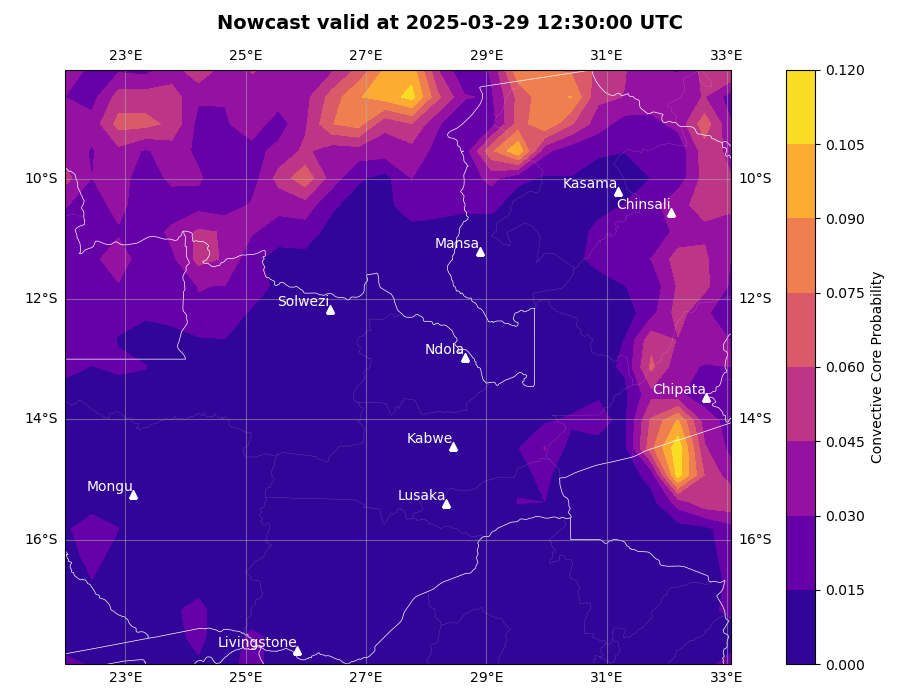 Nowcast valid at 2025-03-29 12:30:00 UTC
23°E 25°E 27°E 29°E 31°E 33°E
0.120
0.105
10°S Kasama 10°S
Chinsali
0.090
Mansa
0.075
12°S 12°S
Solwezi
0.060
Ndola
Chipata
14°S 14°S
0.045
Kabwe
Mongu
Lusaka
0.030
16°S 16°S
0.015
Livingstone
0.000
23°E 25°E 27°E 29°E 31°E 33°E
Convective Core Probability